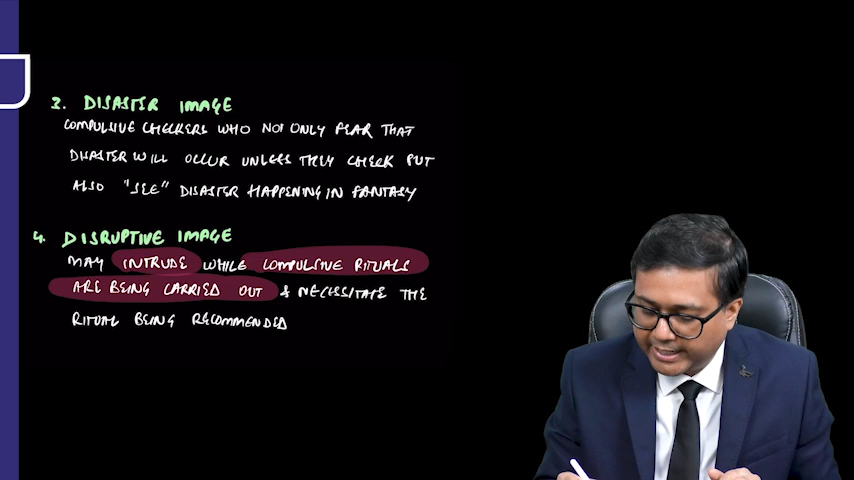 3. DISASTER IMAGE
COMPULSIVE CHECKERS WHO NOT ONLY FEAR THAT
DISASTER WILL OCCUR UNLESS THEY CHECK BUT
ALSO "SEE" DISASTER HAPPENING IN FANTASY
4. DISRUPTIVE IMAGE
MAY INTRUDE WHILE COMPULSIVE RITUALS
ARE BEING CARRIED OUT & NECESSITATE THE
RITUAL BEING RECOMMENDED